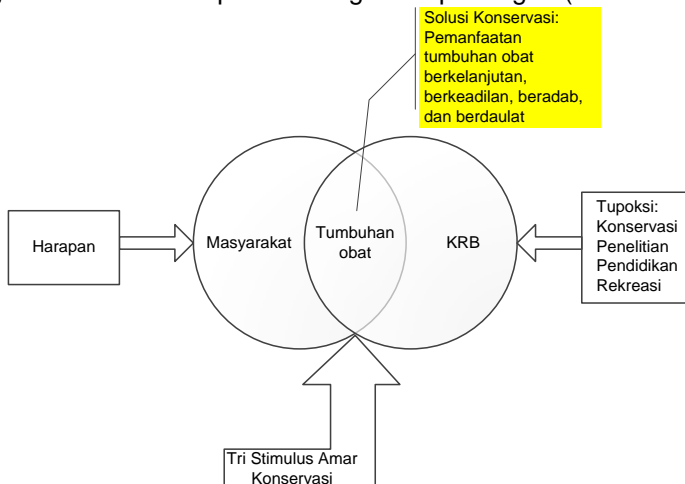 Solusi Konservasi:
Pemanfaatan
tumbuhan obat
berkelanjutan,
berkeadilan, beradab,
dan berdaulat
Harapan
Masyarakat
Tumbuhan
obat
KRB
Tupoksi:
Konservasi
Penelitian
Pendidikan
Rekreasi
Tri Stimulus Amar
Konservasi